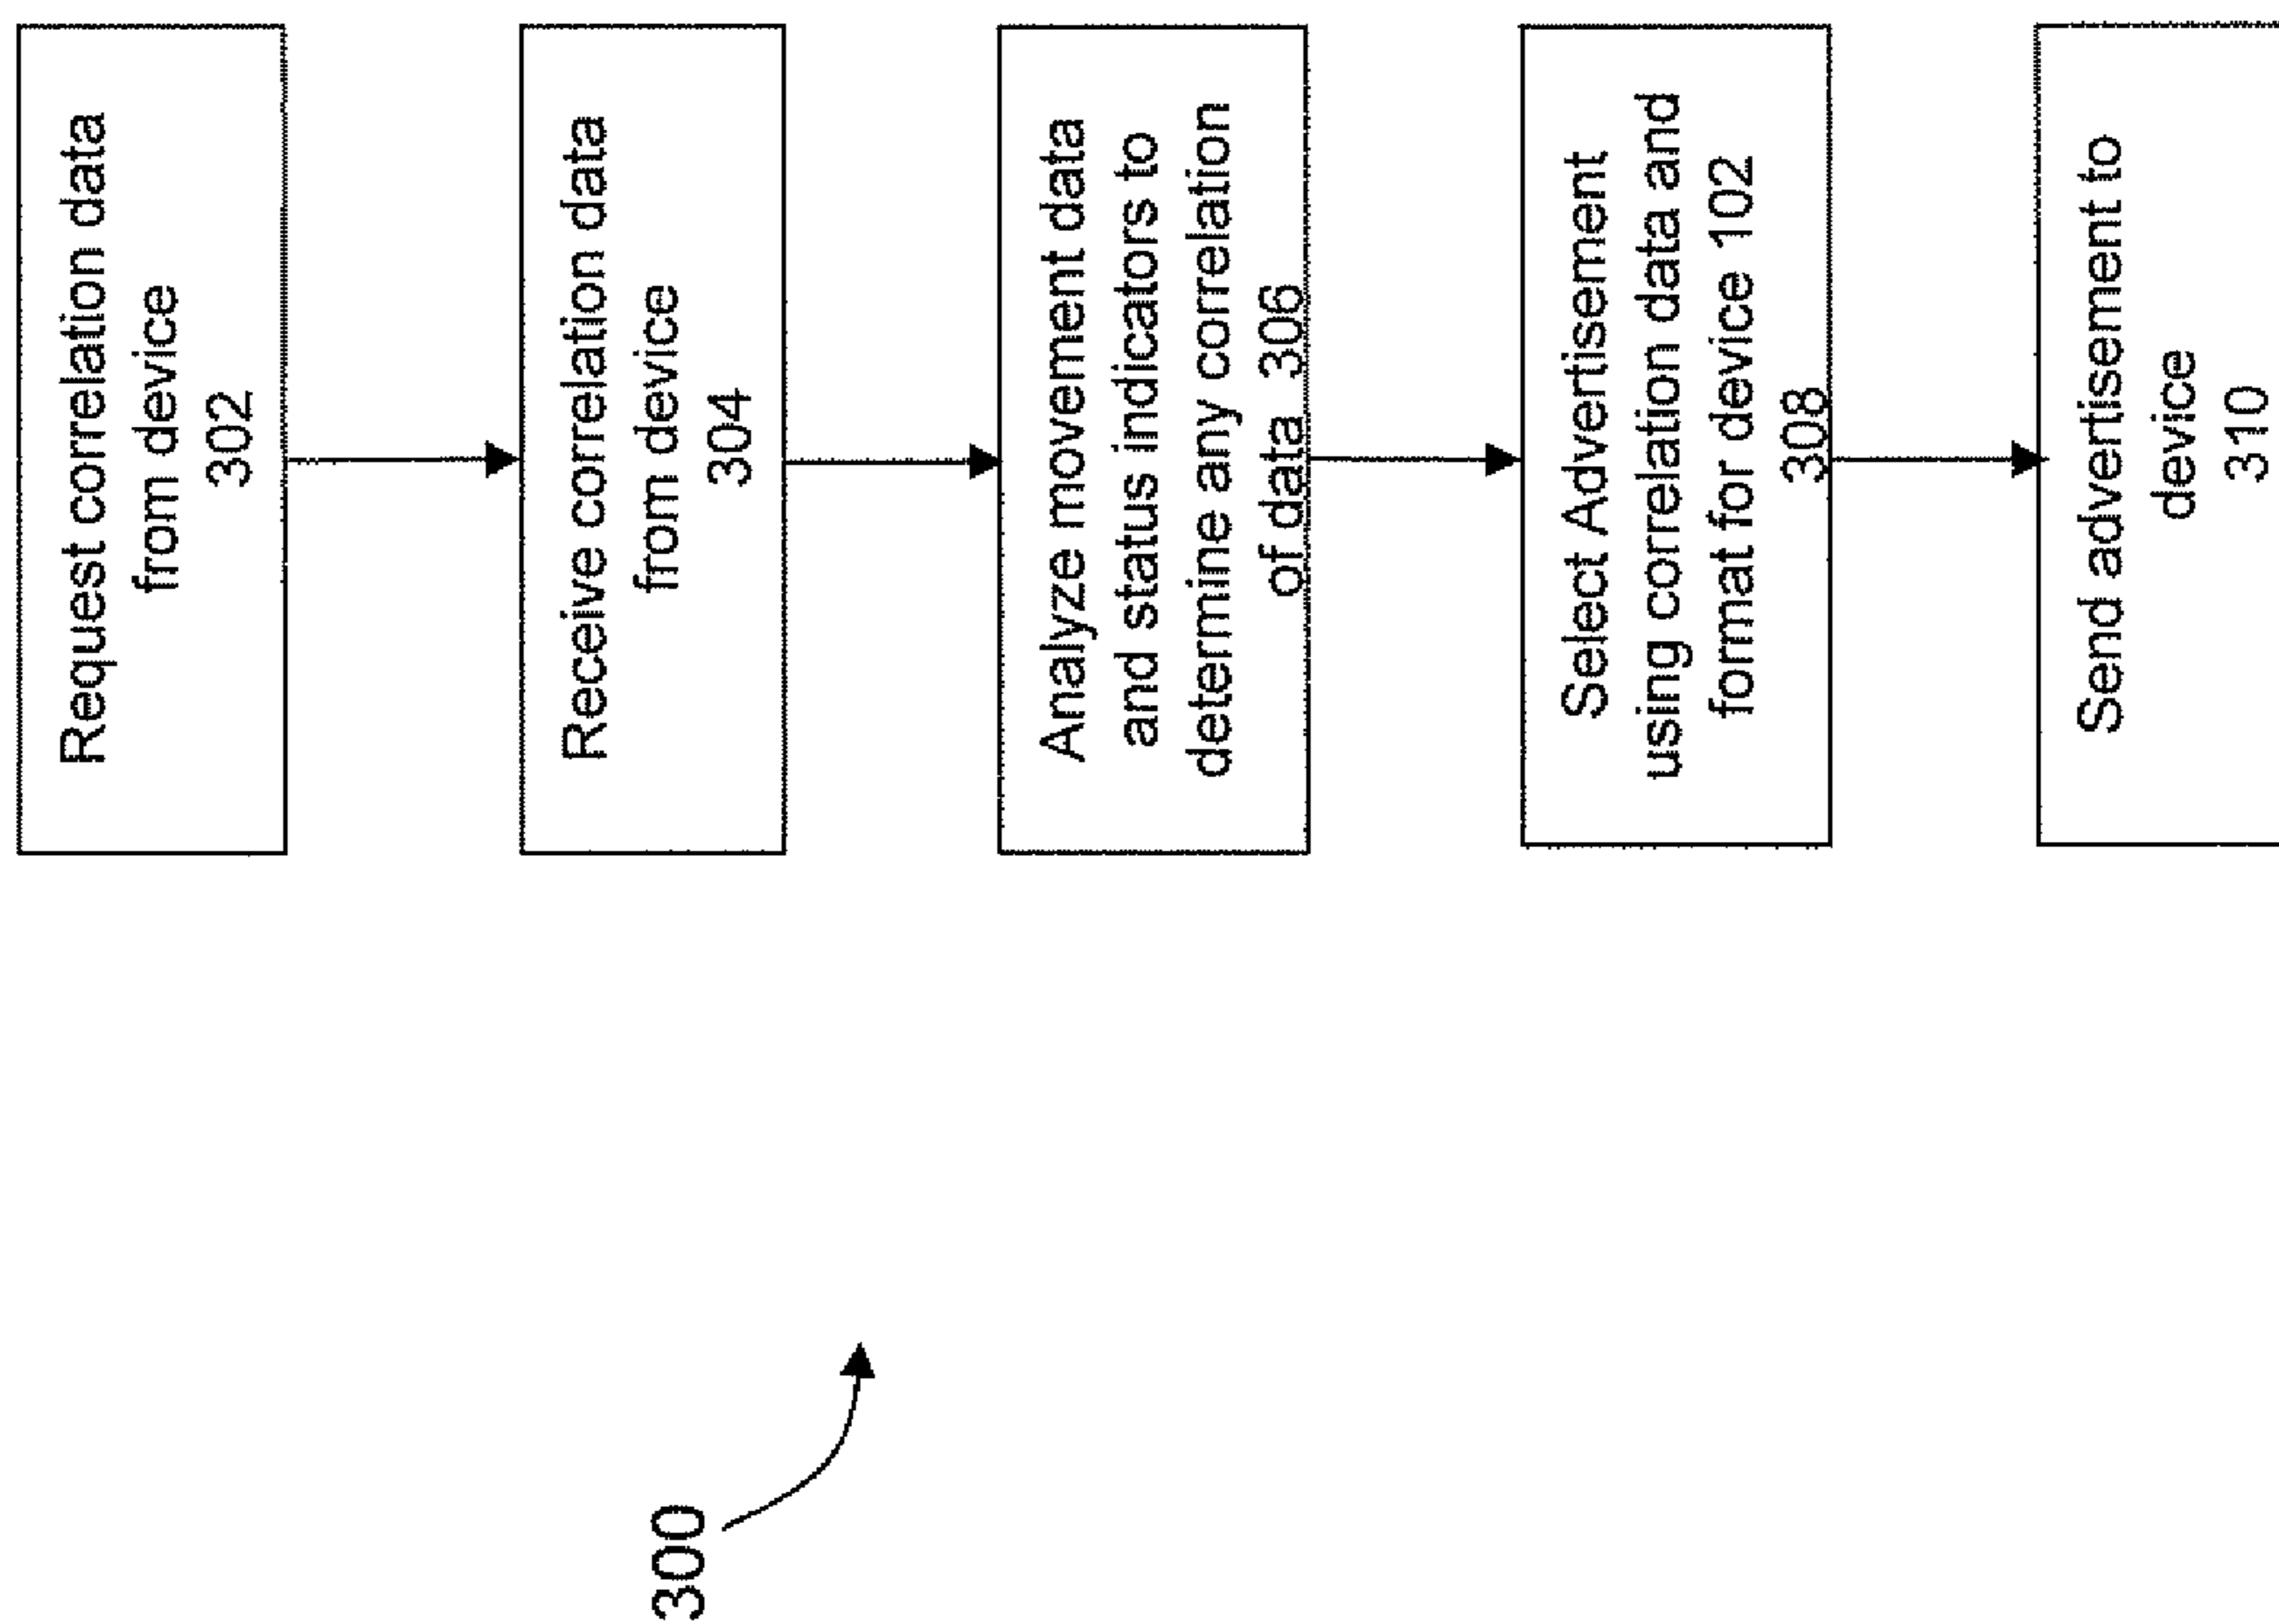 Request correlation data
from device
302
Receive correlation data
from device
304
Analyze movement data
and status indicators to
determine any correlation
of data 306
Select Advertisement
using correlation data and
format for device 102
308
Send advertisement to
device
310
300